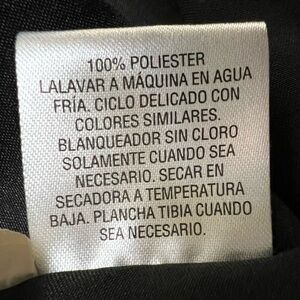 100% POLIESTER
LALAVAR A MÁQUINA EN AGUA
FRÍA. CICLO DELICADO CON
COLORES SIMILARES.
BLANQUEADOR SIN CLORO
SOLAMENTE CUANDO SEA
NECESARIO. SECAR EN
SECADORA A TEMPERATURA
BAJA. PLANCHA TIBIA CUANDO
SEA NECESARIO.